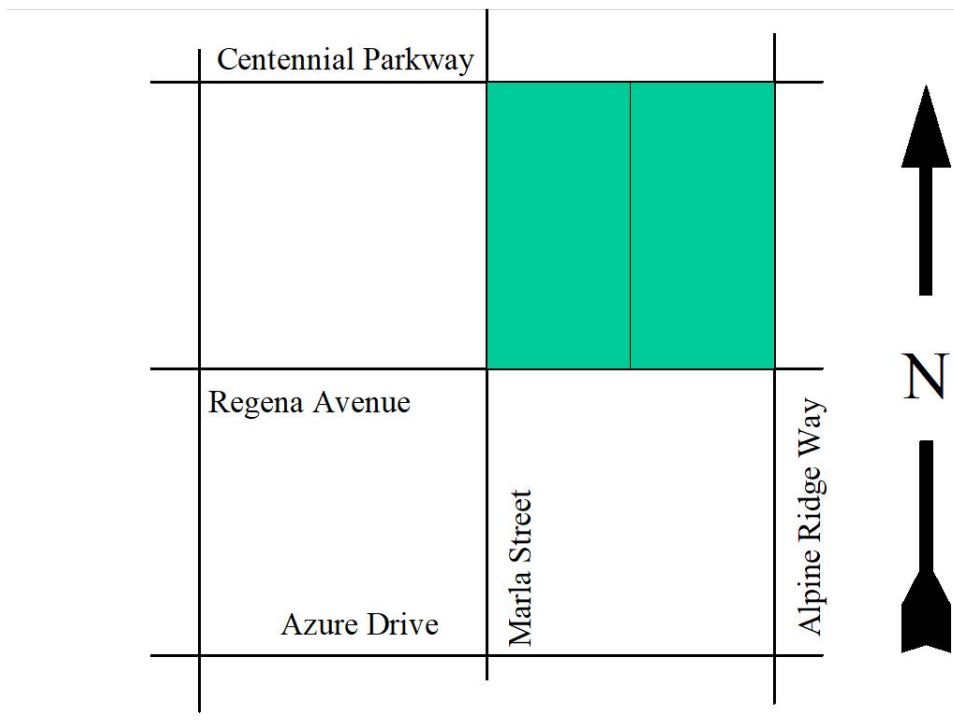 Centennial Parkway
N
Regena Avenue
Alpine Ridge Way
Marla Street
Azure Drive